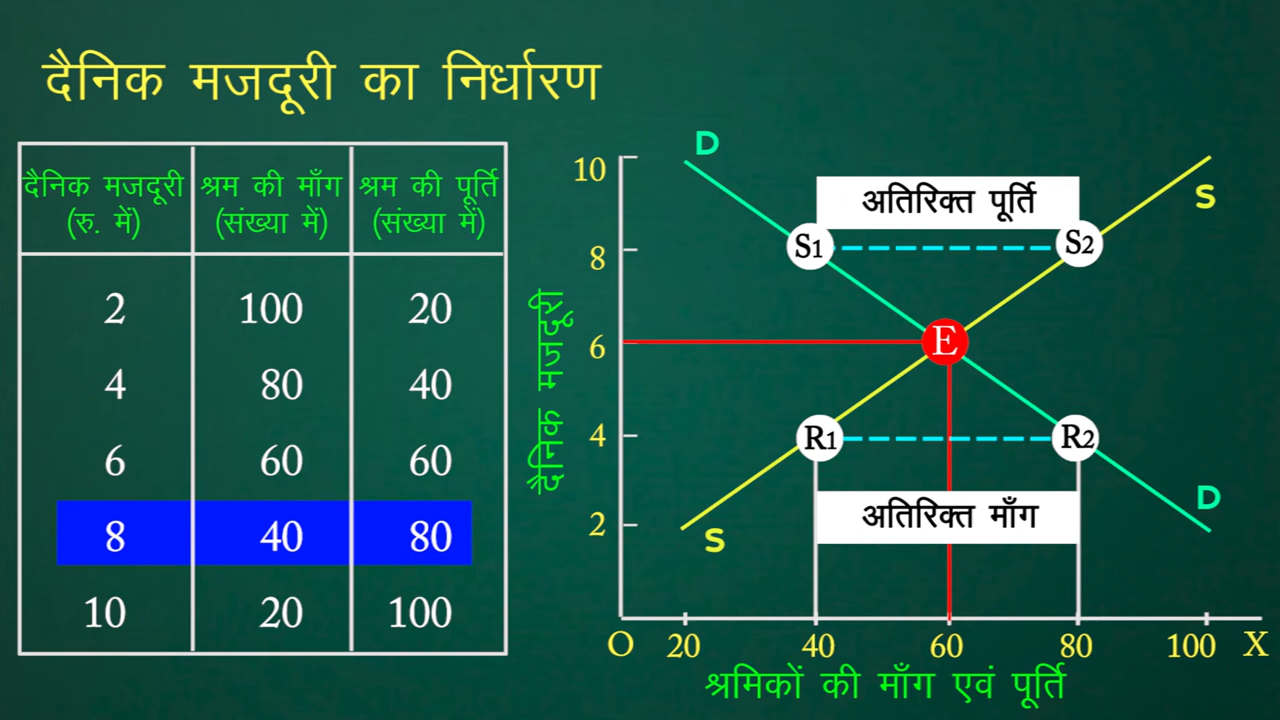 दैनिक मजदूरी का निर्धारण
दैनिक मजदूरी श्रम की माँग श्रम की पूर्ति
(रु. में) (संख्या में) (संख्या में)
2 100 20
4 80 40
6 60 60
8 40 80
10 20 100
D
10
अतिरिक्त पूर्ति
S
S1 S2
8
दैनिक मजदूरी
6
E
4
R1 R2
अतिरिक्त माँग
2
D
S
O 20 40 60 80 100 X
श्रमिकों की माँग एवं पूर्ति